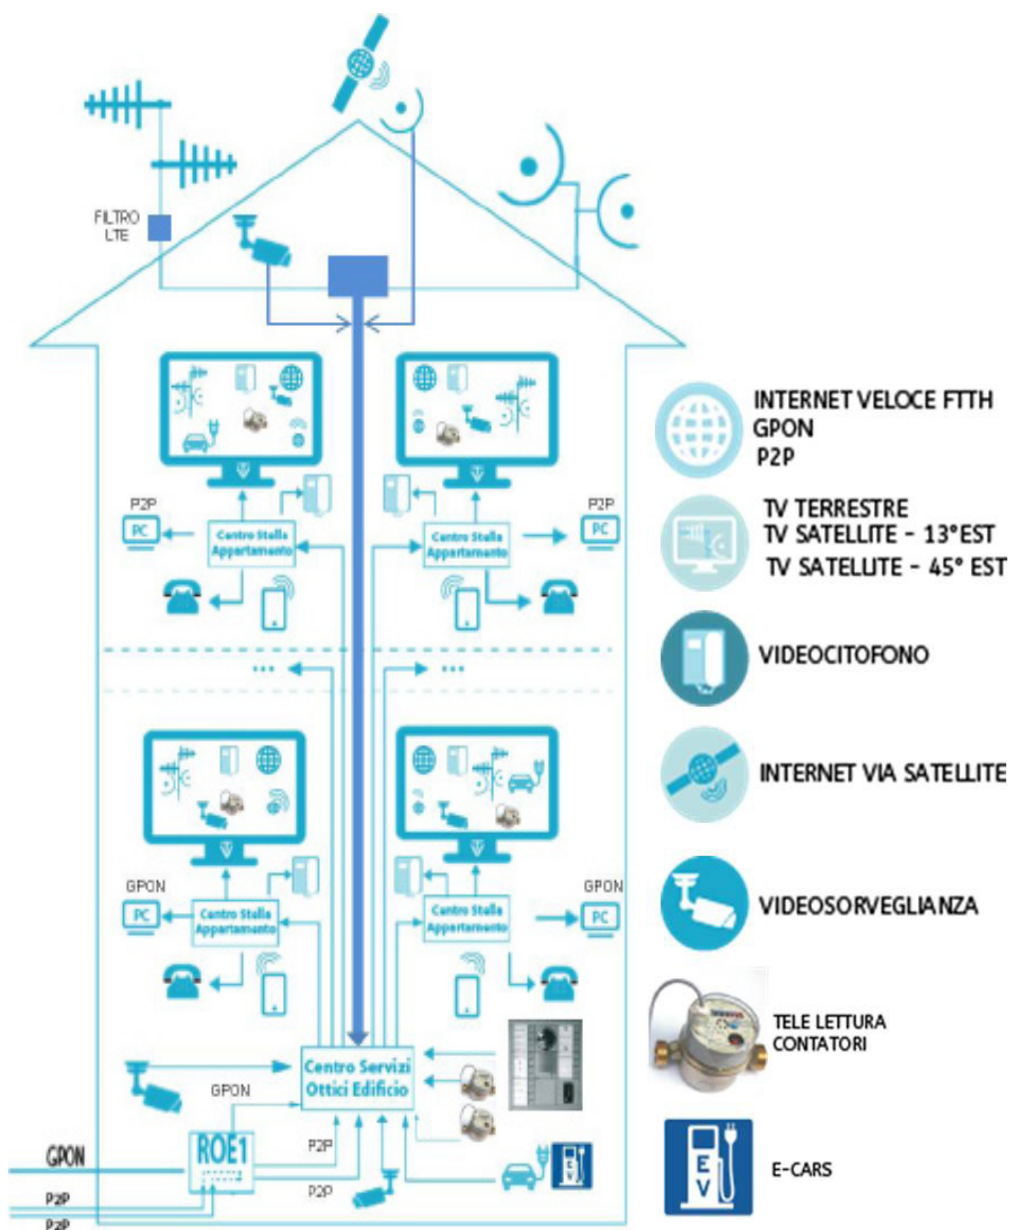 FILTRO
LTE
P2P
PC
Centro Stella
Appartamento
Centro Stella
Appartamento
P2P
PC
...
...
GPON
PC
Centro Stella
Appartamento
Centro Stella
Appartamento
GPON
PC
Centro Servizi
Ottici Edificio
GPON
ROE1
GPON
P2P
P2P
P2P
P2P
EV
INTERNET VELOCE FTTH
GPON
P2P
TV TERRESTRE
TV SATELLITE - 13° EST
TV SATELLITE - 45° EST
VIDEOCITOFONO
INTERNET VIA SATELLITE
VIDEOSORVEGLIANZA
TELE LETTURA
CONTATORI
EV
E-CARS